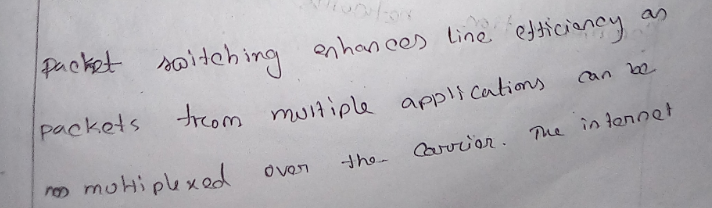 Packet switching enhances line efficiency as
packets from multiple applications can be
multiplexed over the carrier. The internet